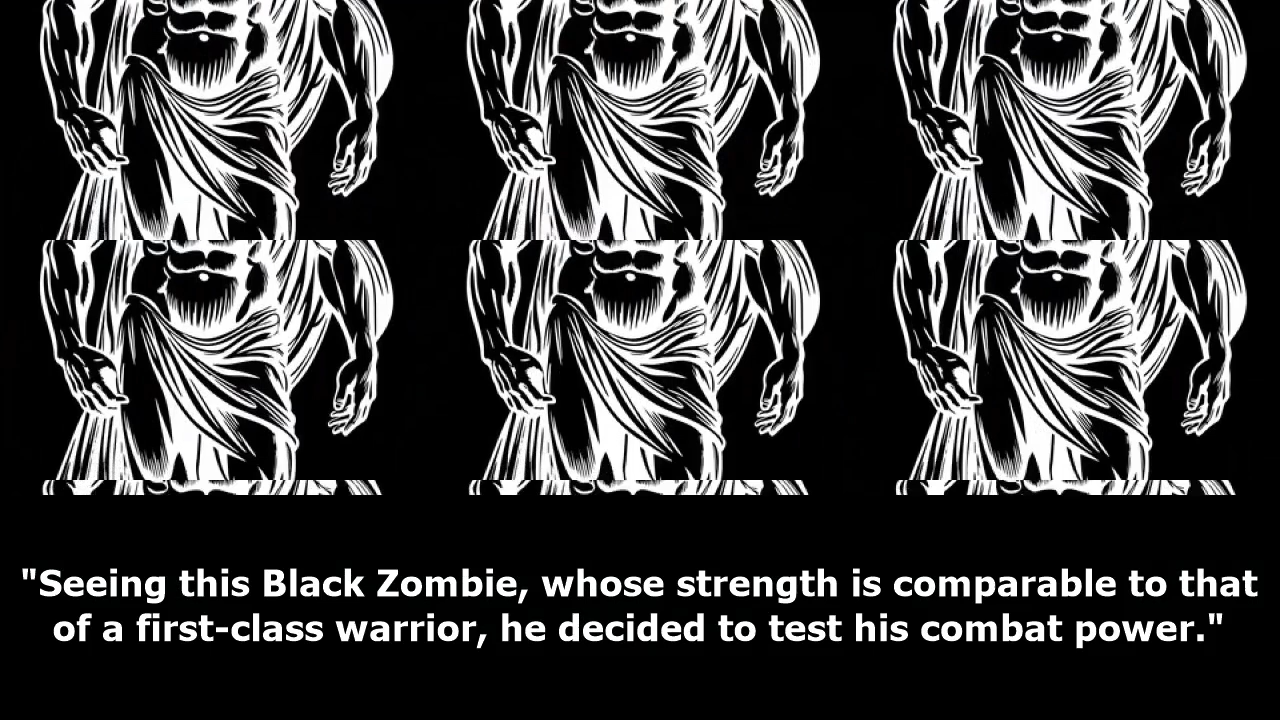 "Seeing this Black Zombie, whose strength is comparable to that
of a first-class warrior, he decided to test his combat power."